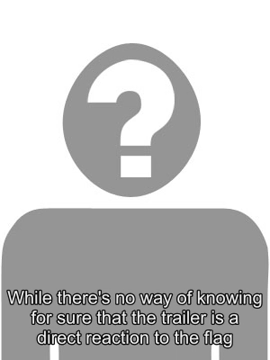 ?
While there's no way of knowing
for sure that the trailer is a
direct reaction to the flag